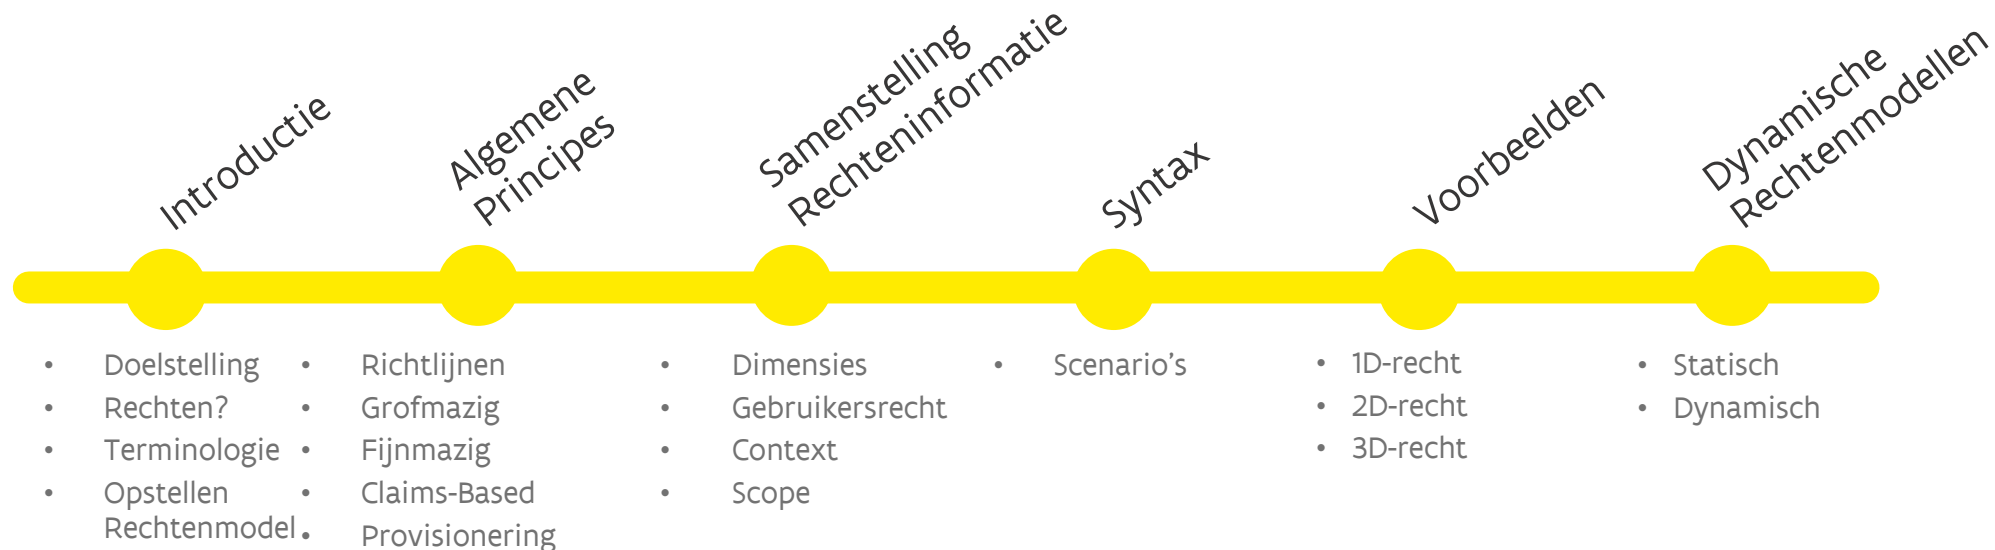 Introductie
Algemene
Principes
Samenstelling
Rechteninformatie
Syntax
Voorbeelden
Dynamische
Rechtenmodellen
• Doelstelling
• Rechten?
• Terminologie
• Opstellen
Rechtenmodel
• Richtlijnen
• Grofmazig
• Fijnmazig
• Claims-Based
• Provisionering
• Dimensies
• Gebruikersrecht
• Context
• Scope
• Scenario’s
• 1D-recht
• 2D-recht
• 3D-recht
• Statisch
• Dynamisch